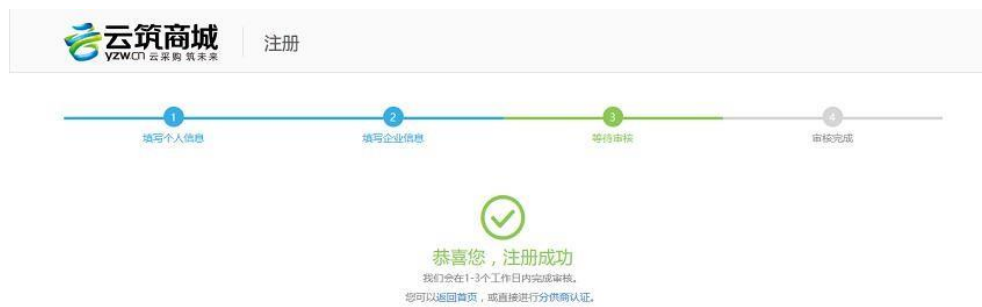 云筑商城
yzw.cn 云采购 筑未来
注册
1
2
3
4
填写个人信息
填写企业信息
等待审核
审核完成
恭喜您，注册成功
我们会在1-3个工作日内完成审核。
您可以返回首页，或直接进行分供商认证。